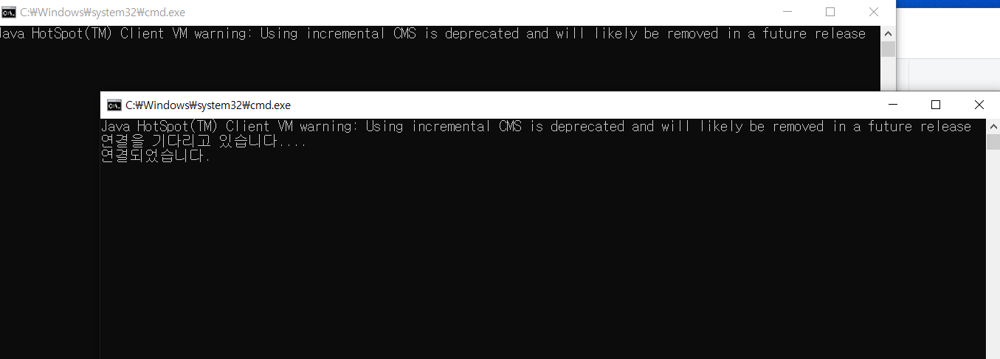 C:₩Windows₩system32₩cmd.exe
Java HotSpot(TM) Client VM warning: Using incremental CMS is deprecated and will likely be removed in a future release
C:₩Windows₩system32₩cmd.exe
Java HotSpot(TM) Client VM warning: Using incremental CMS is deprecated and will likely be removed in a future release
연결을 기다리고 있습니다....
연결되었습니다.